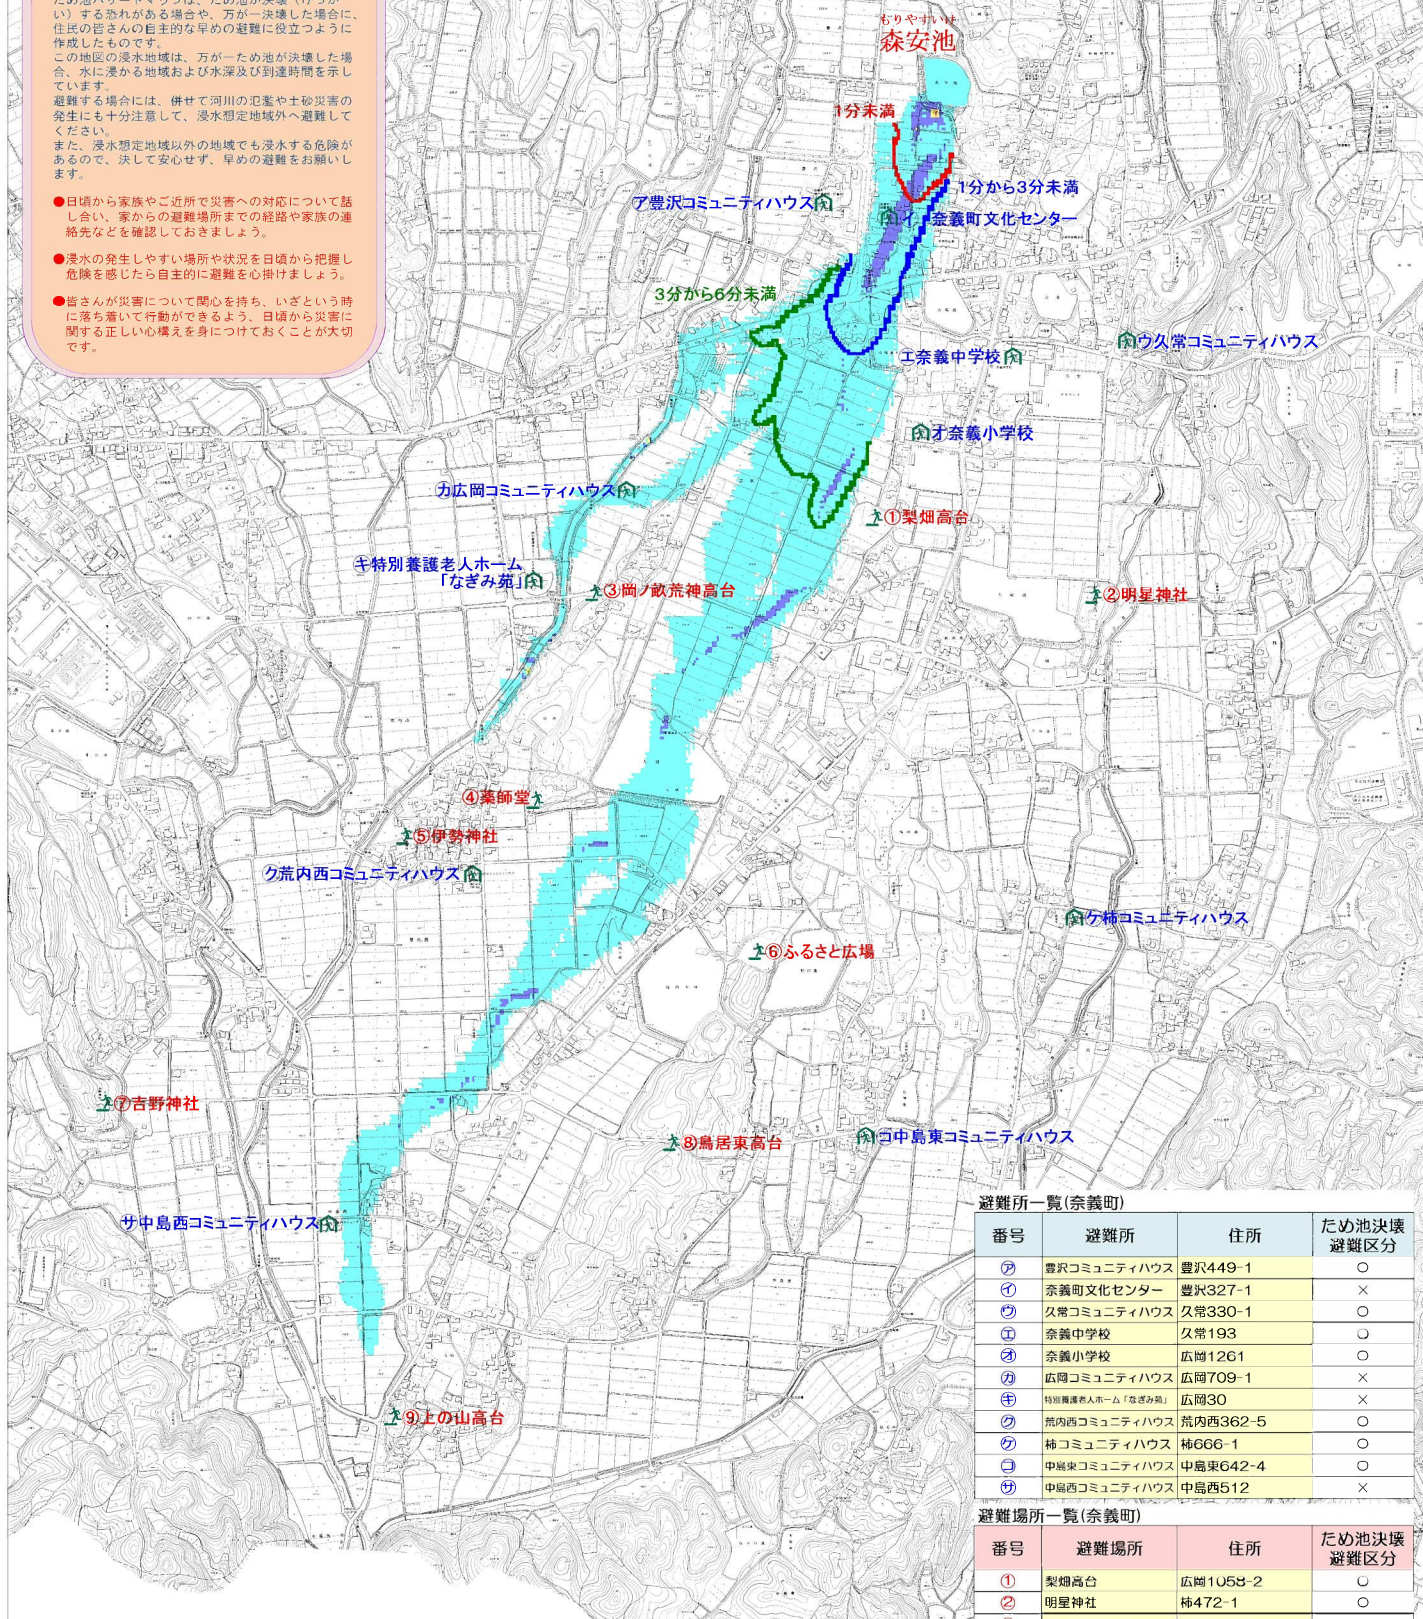 い）する恐れがある場合や、万が一決壊した場合に、
住民の皆さんの自主的な早めの避難に役立つように
作成したものです。
この地図の浸水地域は、万が一ため池が決壊した場
合、水に浸かる地域および水深及び到達時間を示し
ています。
避難する場合には、併せて河川の氾濫や土砂災害の
発生にも十分注意して、浸水想定地域外へ避難して
ください。
また、浸水想定地域以外の地域でも浸水する危険が
あるので、決して安心せず、早めの避難をお願いし
ます。
●日頃から家族やご近所で災害への対応について話
し合い、家からの避難場所までの経路や家族の連
絡先などを確認しておきましょう。
●浸水の発生しやすい場所や状況を日頃から把握し
危険を感じたら自主的に避難を心掛けましょう。
●皆さんが災害について関心を持ち、いざという時
に落ち着いて行動ができるよう、日頃から災害に
関する正しい心構えを身につけておくことが大切
です。
もりやすいけ
森安池
1分未満
1分から3分未満
㋐豊沢コミュニティハウス
㋑奈義町文化センター
3分から6分未満
㋒久常コミュニティハウス
㋓奈義中学校
㋔奈義小学校
㋕広岡コミュニティハウス
①梨畑高台
㋖特別養護老人ホーム
「なぎみ苑」
③岡ノ畝荒神高台
②明星神社
④薬師堂
⑤伊勢神社
㋗荒内西コミュニティハウス
㋘柿コミュニティハウス
⑥ふるさと広場
⑦吉野神社
⑧鳥居東高台
㋙中島東コミュニティハウス
㋚中島西コミュニティハウス
⑨上の山高台
避難所一覧(奈義町)
番号 避難所 住所 ため池決壊
避難区分
㋐ 豊沢コミュニティハウス 豊沢449-1 ○
㋑ 奈義町文化センター 豊沢327-1 ×
㋒ 久常コミュニティハウス 久常330-1 ○
㋓ 奈義中学校 久常193 ○
㋔ 奈義小学校 広岡1261 ○
㋕ 広岡コミュニティハウス 広岡709-1 ×
㋖ 特別養護老人ホーム「なぎみ苑」 広岡30 ×
㋗ 荒内西コミュニティハウス 荒内西362-5 ○
㋘ 柿コミュニティハウス 柿666-1 ○
㋙ 中島東コミュニティハウス 中島東642-4 ○
㋚ 中島西コミュニティハウス 中島西512 ×
避難場所一覧(奈義町)
番号 避難場所 住所 ため池決壊
避難区分
① 梨畑高台 広岡1058-2 ○
② 明星神社 柿472-1 ○